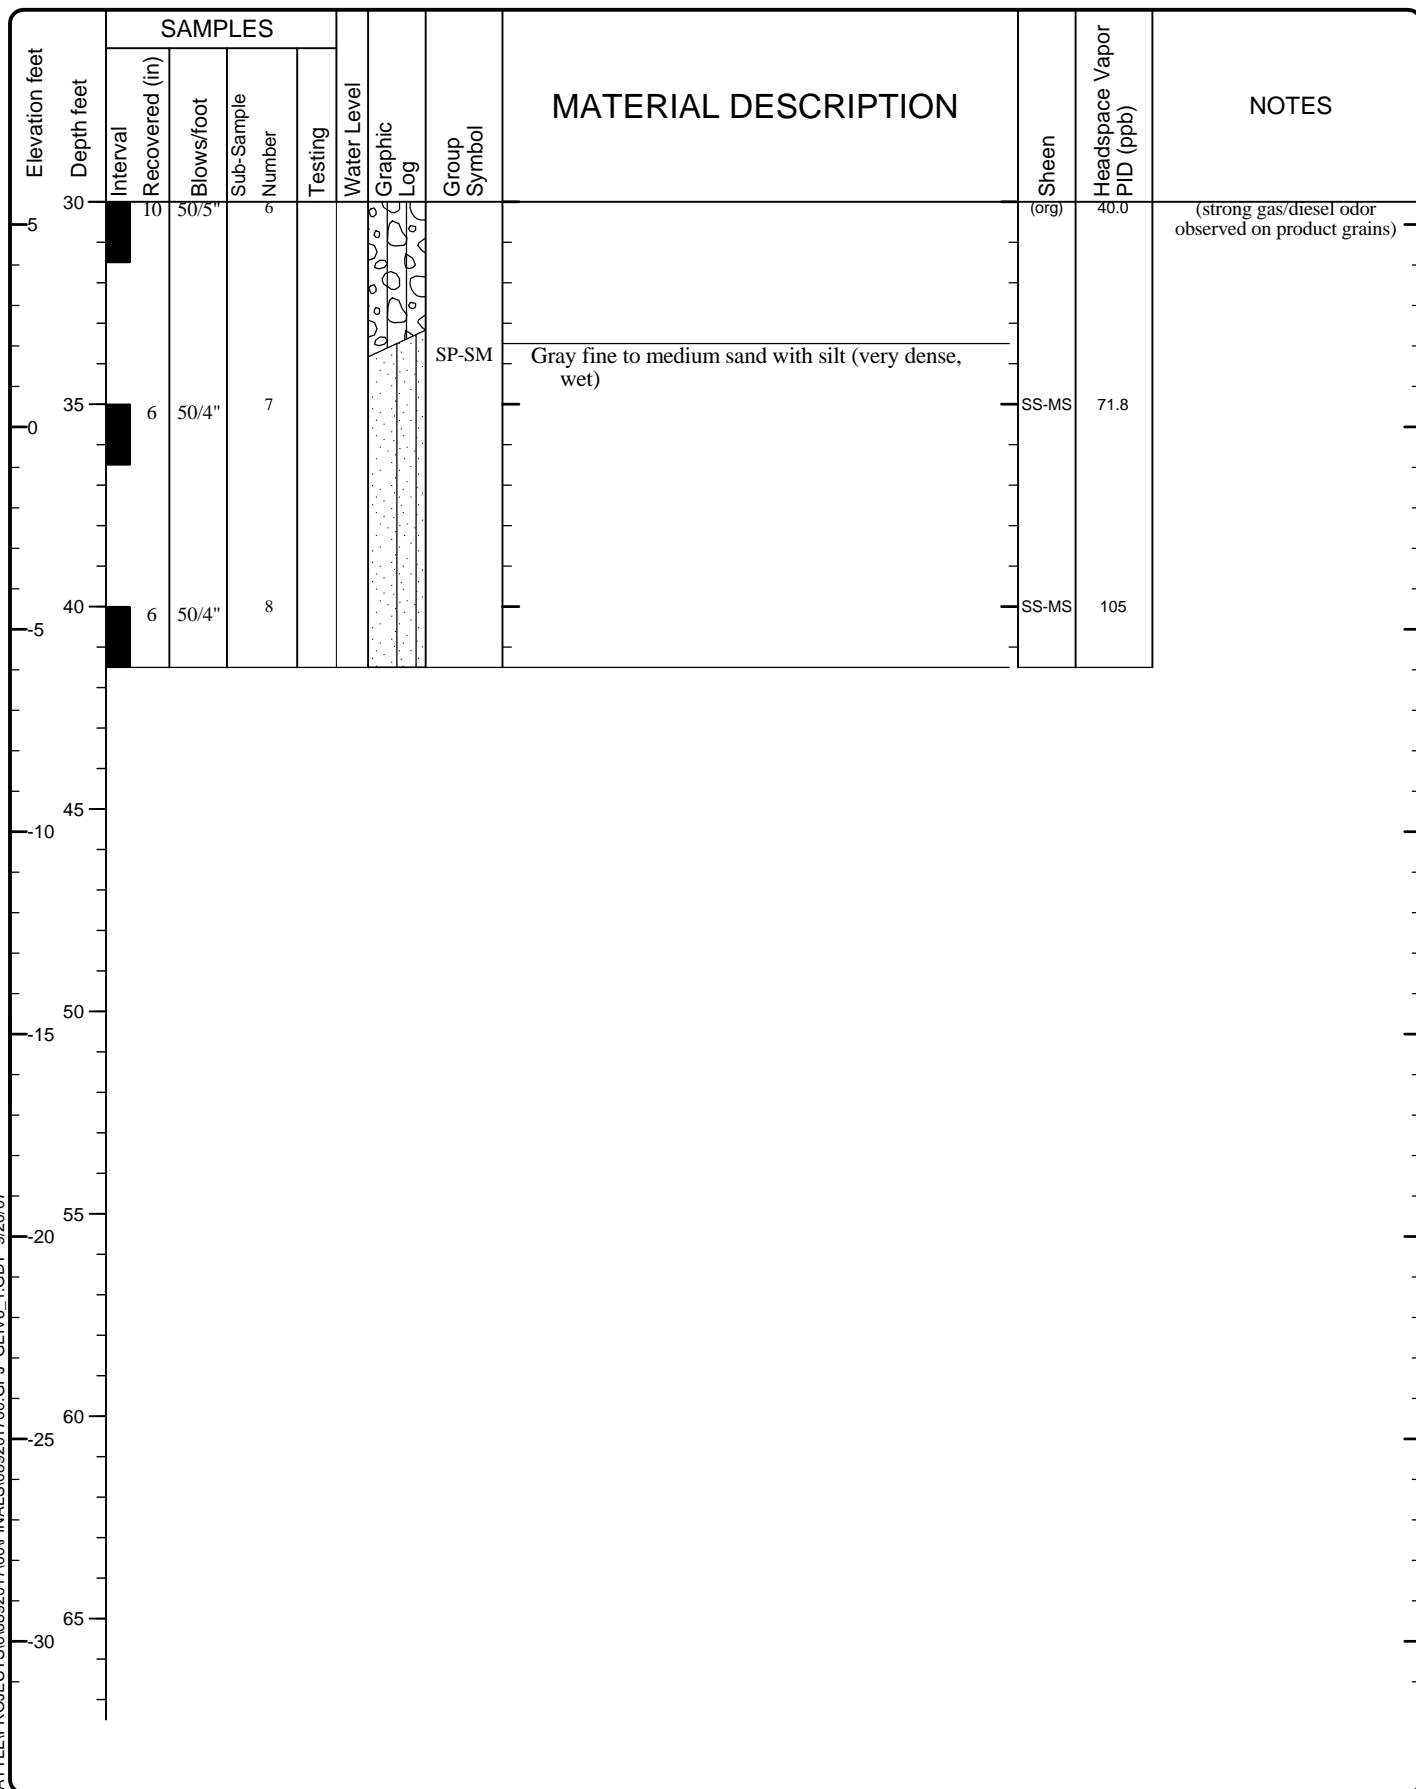 SAMPLES
Elevation feet
Depth feet
Interval
Recovered (in)
Blows/foot
Sub-Sample
Number
Testing
Water Level
Graphic
Log
Group
Symbol
MATERIAL DESCRIPTION
Sheen
Headspace Vapor
PID (ppb)
NOTES
30
10
50/5"
6
(org)
40.0
(strong gas/diesel odor
observed on product grains)
5
SP-SM
Gray fine to medium sand with silt (very dense,
wet)
35
6
50/4"
7
SS-MS
71.8
0
40
6
50/4"
8
SS-MS
105
-5
45
-10
50
-15
55
-20
60
-25
65
-30